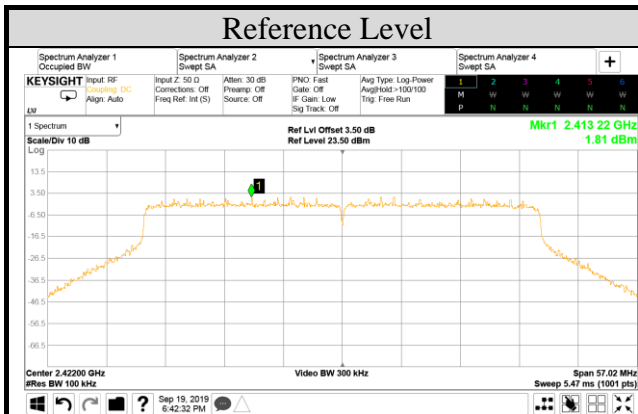 Reference Level
Spectrum Analyzer 1 Spectrum Analyzer 2 Spectrum Analyzer 3 Spectrum Analyzer 4
Occupied BW Swept SA Swept SA Swept SA
KEYSIGHT Input: RF Input Z: 50 Ω Atten: 30 dB PNO: Fast Avg Type: Log-Power 1 2 3 4 5 6
Coupling: DC Corrections: Off Preamp: Off Gate: Off Avg|Hold:>100/100 M W W W W W
Align: Auto Freq Ref: Int (S) Source: Off IF Gain: Low Trig: Free Run
LXI Sig Track: Off P N N N N N
1 Spectrum Ref Lvl Offset 3.50 dB Mkr1 2.413 22 GHz
Scale/Div 10 dB Ref Level 23.50 dBm 1.81 dBm
Log
13.5
3.50
1
-6.50
-16.5
-26.5
-36.5
-46.5
-56.5
-66.5
Center 2.42200 GHz Video BW 300 kHz Span 57.02 MHz
#Res BW 100 kHz Sweep 5.47 ms (1001 pts)
? Sep 19, 2019
6:42:32 PM